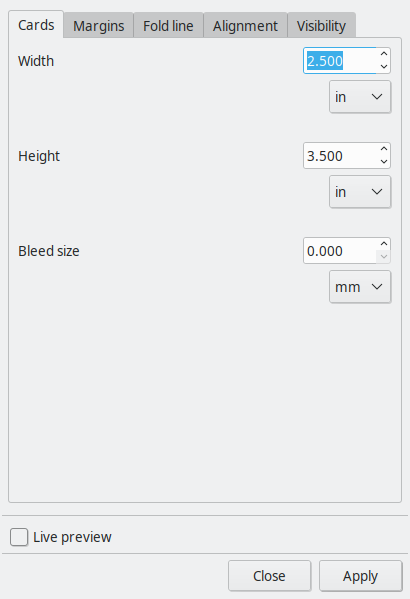 Cards Margins Fold line Alignment Visibility
Width 2.500
in
Height 3.500
in
Bleed size 0.000
mm
Live preview
Close Apply